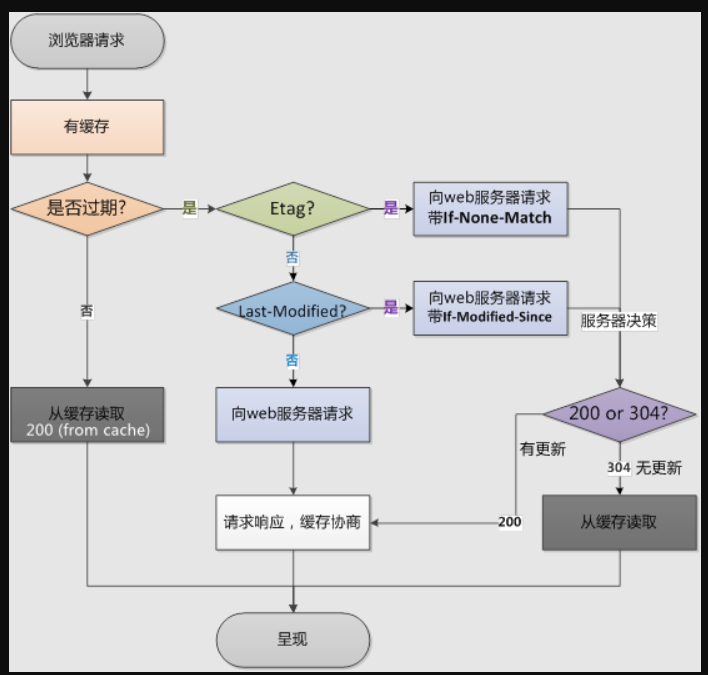 浏览器请求
有缓存
是否过期?
是
Etag?
是
向web服务器请求
带If-None-Match
否
否
Last-Modified?
是
向web服务器请求
带If-Modified-Since
服务器决策
否
从缓存读取
200 (from cache)
向web服务器请求
200 or 304?
有更新
304 无更新
请求响应，缓存协商
200
从缓存读取
呈现